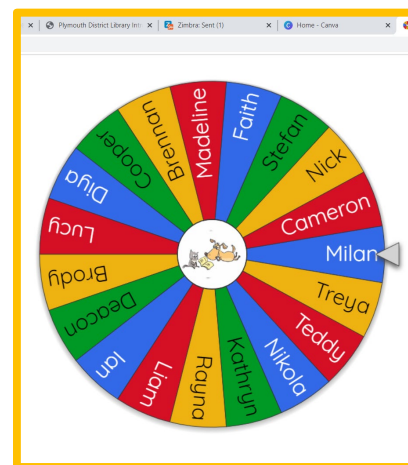 Plymouth District Library Inte
Zimbra: Sent (1)
Home - Canva
Madeline
Faith
Stefan
Nick
Cameron
Milan
Treya
Teddy
Nikola
Kathryn
Rayna
Liam
Ian
Deacon
Brody
Lucy
Diya
Cooper
Brennan